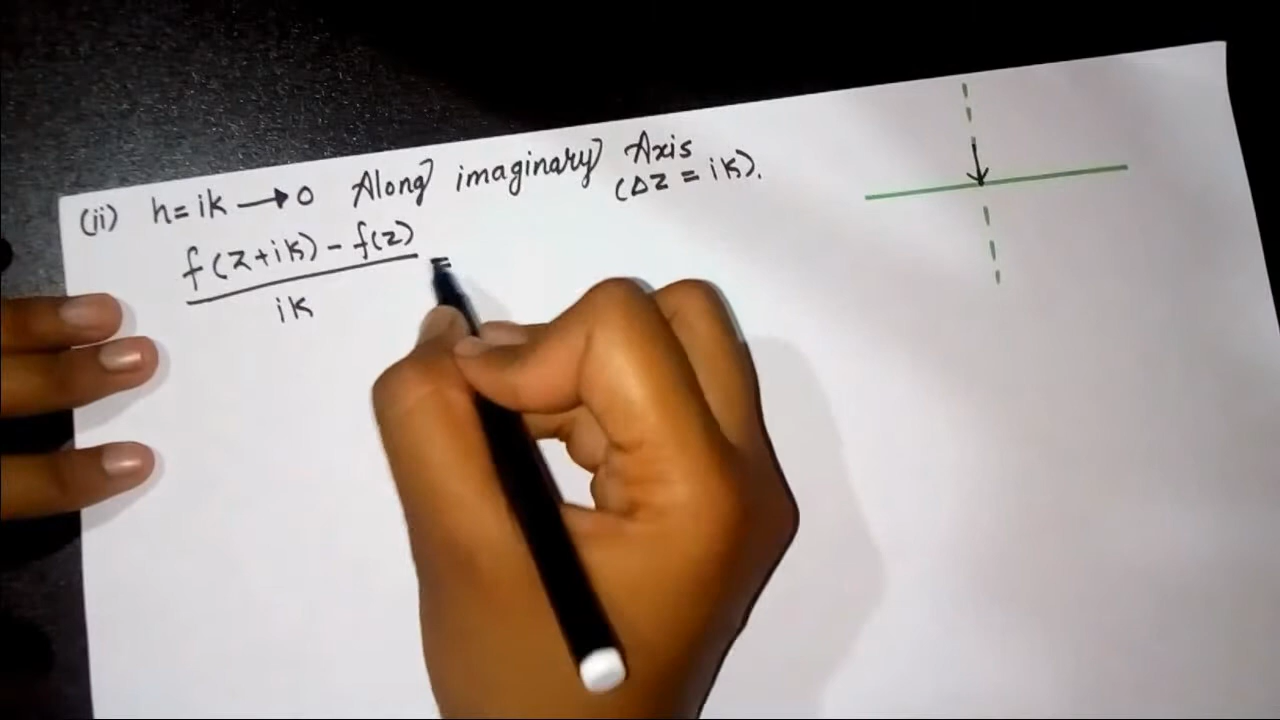 (ii) h=ik → 0 Along imaginary Axis
(Δz = ik).
f(z+ik) - f(z) =
ik